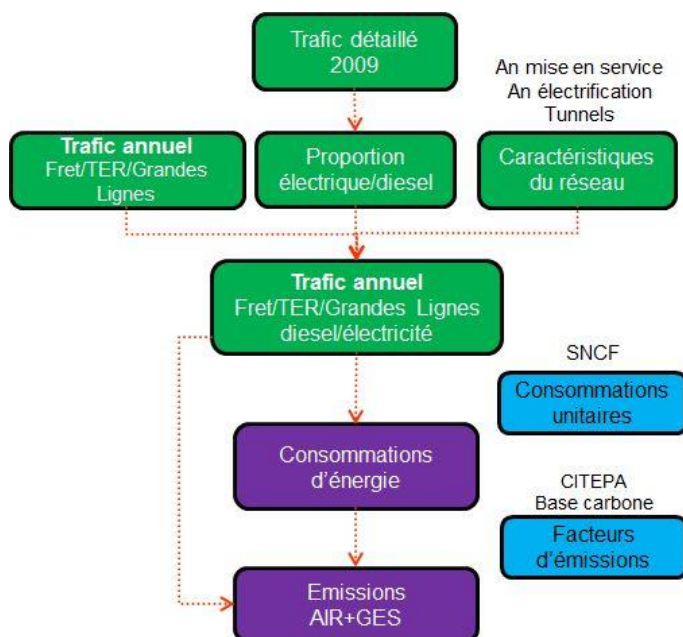 Trafic détaillé
2009
An mise en service
An électrification
Tunnels
Trafic annuel
Fret/TER/Grandes
Lignes
Proportion
électrique/diesel
Caractéristiques
du réseau
Trafic annuel
Fret/TER/Grandes Lignes
diesel/électricité
SNCF
Consommations
unitaires
Consommations
d'énergie
CITEPA
Base carbone
Facteurs
d'émissions
Emissions
AIR+GES